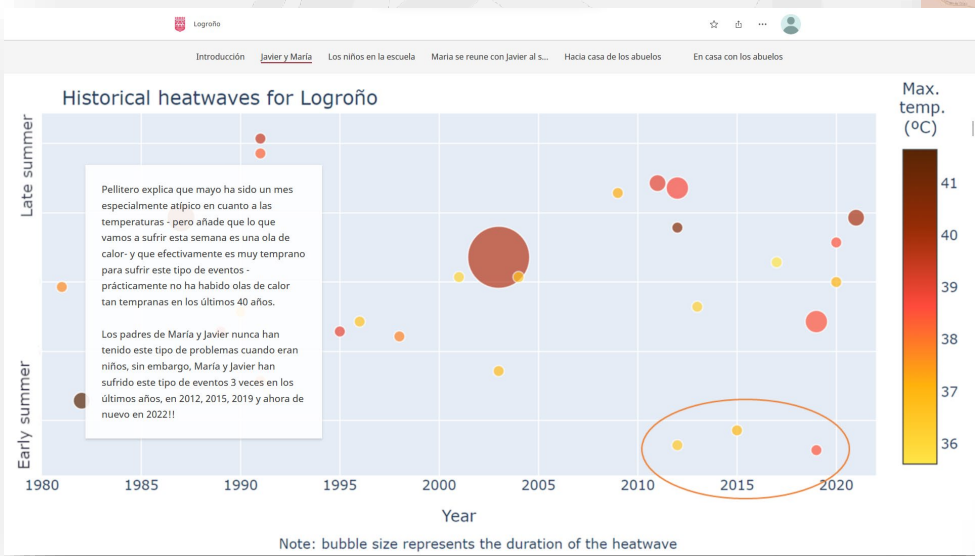 Logroño
Introducción
Javier y María
Los niños en la escuela
Maria se reune con Javier al s...
Hacia casa de los abuelos
En casa con los abuelos
Historical heatwaves for Logroño
Max.
temp.
(ºC)
Late summer
Early summer
Pellitero explica que mayo ha sido un mes
especialmente atípico en cuanto a las
temperaturas - pero añade que lo que
vamos a sufrir esta semana es una ola de
calor- y que efectivamente es muy temprano
para sufrir este tipo de eventos -
prácticamente no ha habido olas de calor
tan tempranas en los últimos 40 años.
Los padres de María y Javier nunca han
tenido este tipo de problemas cuando eran
niños, sin embargo, María y Javier han
sufrido este tipo de eventos 3 veces en los
últimos años, en 2012, 2015, 2019 y ahora de
nuevo en 2022!!
41
40
39
38
37
36
1980 1985 1990 1995 2000 2005 2010 2015 2020
Year
Note: bubble size represents the duration of the heatwave